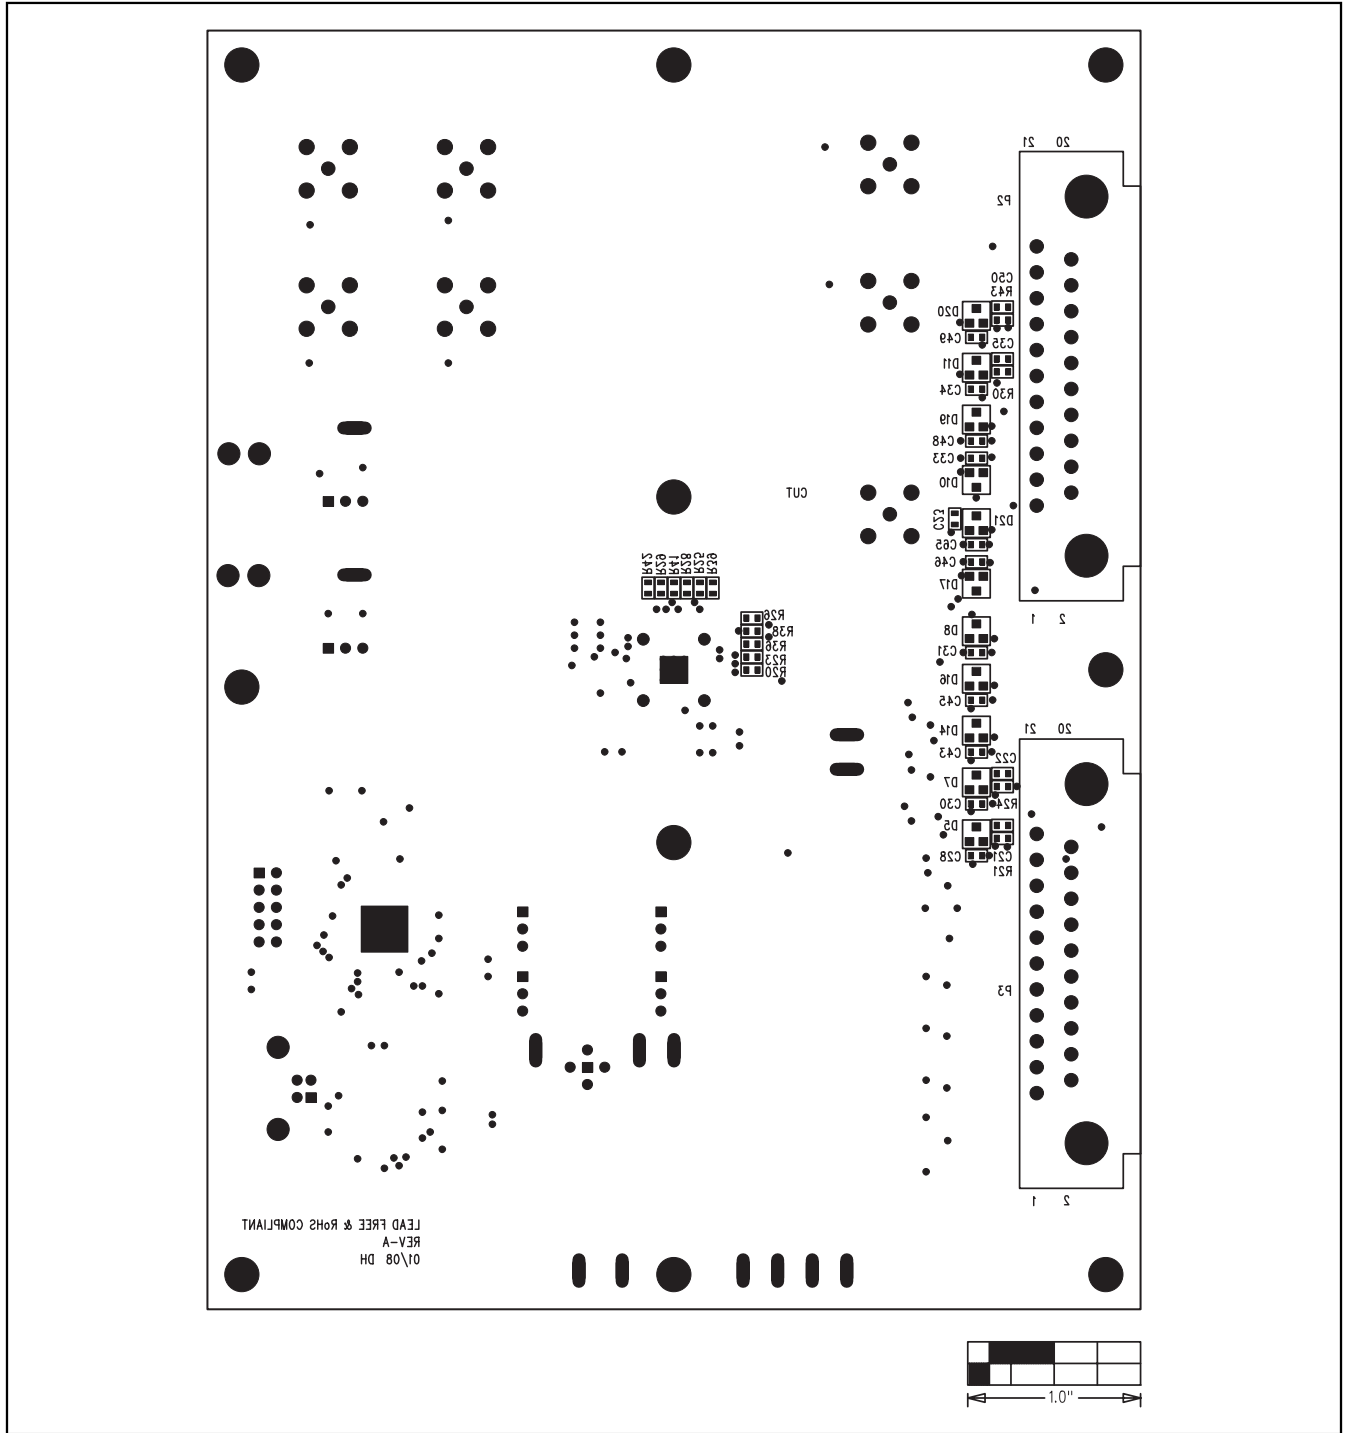 21 20
P2
C50
R43
D20
C49
C35
D11
C34
R30
D19
C48
C33
D10
CUT
C23
D21
C65
C46
D17
R42 R29 R41 R28 R25 R39
R26
R38
R36
R23
R20
1 2
D8
C31
D16
C45
21 20
D14
C43
C22
D7
C30
R24
D5
C28
C21
R21
P3
1 2
LEAD FREE & RoHS COMPLIANT
REV-A
01/08 DH
1.0"